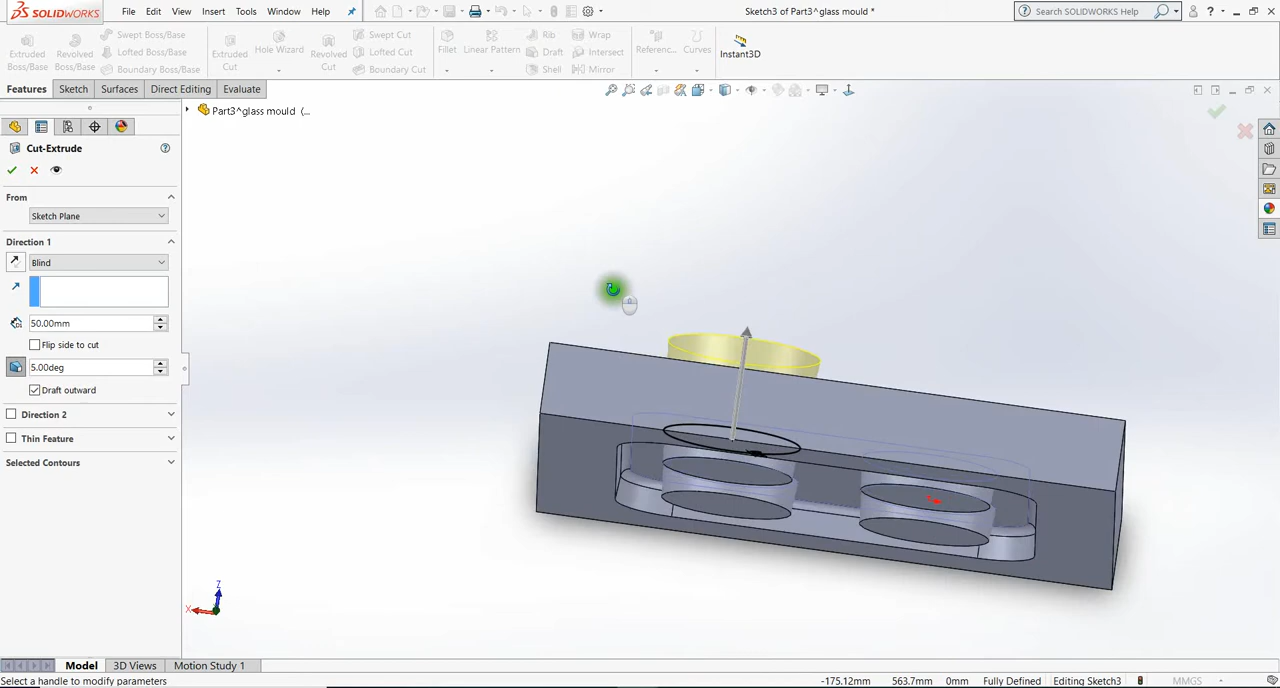 SOLIDWORKS
File Edit View Insert Tools Window Help
Sketch3 of Part3^glass mould *
Search SOLIDWORKS Help
Extruded Boss/Base
Revolved Boss/Base
Swept Boss/Base
Lofted Boss/Base
Boundary Boss/Base
Extruded Cut
Hole Wizard
Revolved Cut
Swept Cut
Lofted Cut
Boundary Cut
Fillet
Linear Pattern
Rib
Draft
Shell
Wrap
Intersect
Mirror
Referenc...
Curves
Instant3D
Features Sketch Surfaces Direct Editing Evaluate
Part3^glass mould (...
Cut-Extrude
From
Sketch Plane
Direction 1
Blind
50.00mm
Flip side to cut
5.00deg
Draft outward
Direction 2
Thin Feature
Selected Contours
Z
X
Model 3D Views Motion Study 1
Select a handle to modify parameters
-175.12mm 563.7mm 0mm Fully Defined Editing Sketch3 MMGS